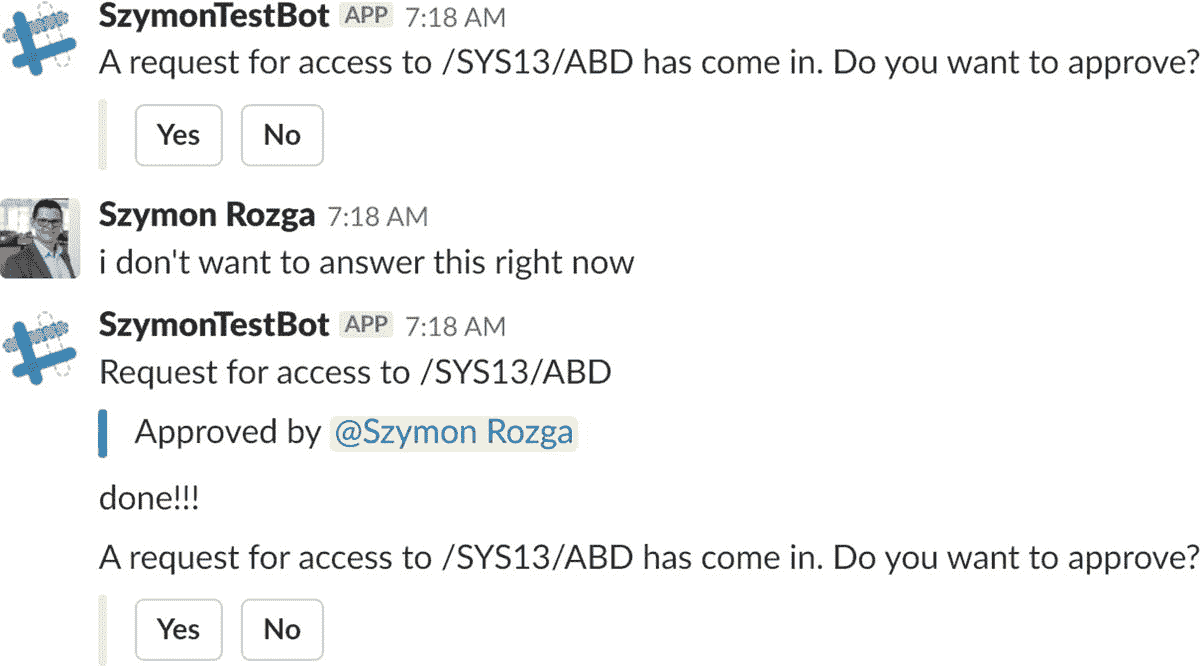 SzymonTestBot APP 7:18 AM
A request for access to /SYS13/ABD has come in. Do you want to approve?
Yes No
Szymon Rozga 7:18 AM
i don't want to answer this right now
SzymonTestBot APP 7:18 AM
Request for access to /SYS13/ABD
Approved by @Szymon Rozga
done!!!
A request for access to /SYS13/ABD has come in. Do you want to approve?
Yes No